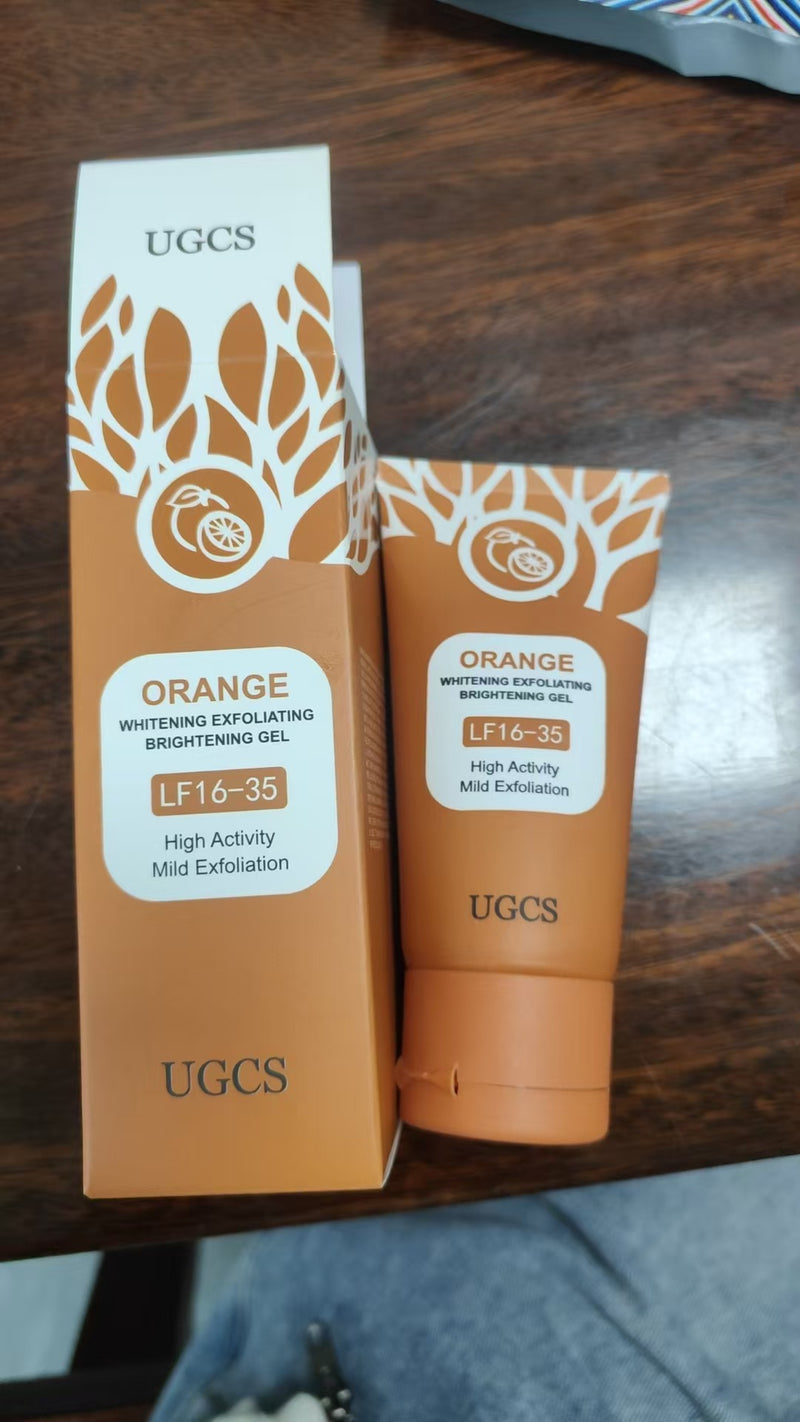 UGCS
ORANGE
WHITENING EXFOLIATING
BRIGHTENING GEL
LF16-35
High Activity
Mild Exfoliation
UGCS
ORANGE
WHITENING EXFOLIATING
BRIGHTENING GEL
LF16-35
High Activity
Mild Exfoliation
UGCS